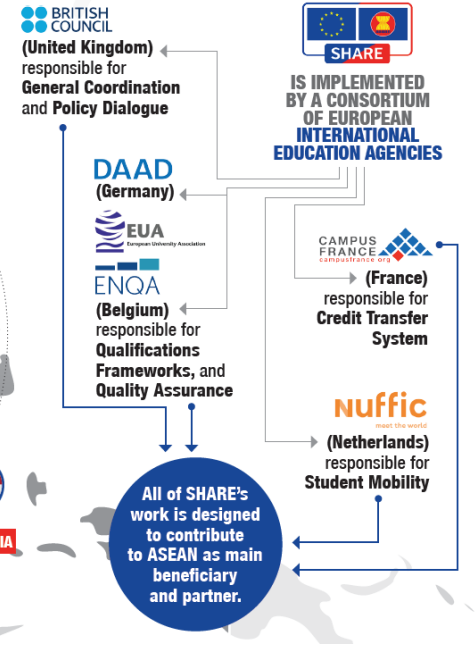 BRITISH
COUNCIL
(United Kingdom)
responsible for
General Coordination
and Policy Dialogue
SHARE
IS IMPLEMENTED
BY A CONSORTIUM
OF EUROPEAN
INTERNATIONAL
EDUCATION AGENCIES
DAAD
(Germany)
EUA
European University Association
ENQA
(Belgium)
responsible for
Qualifications
Frameworks, and
Quality Assurance
CAMPUS
FRANCE
campusfrance.org
(France)
responsible for
Credit Transfer
System
nuffic
meet the world
(Netherlands)
responsible for
Student Mobility
All of SHARE's
work is designed
to contribute
to ASEAN as main
beneficiary
and partner.
IA